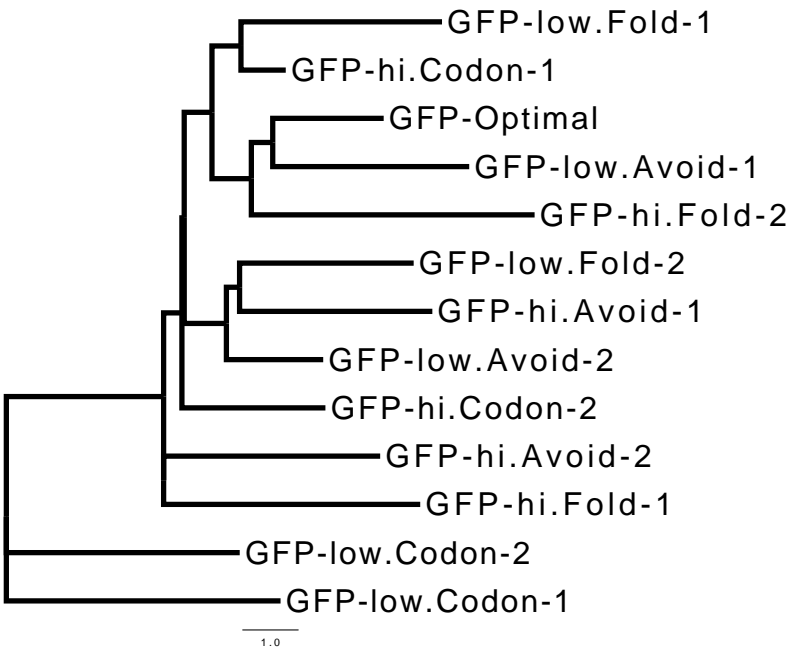 GFP-low.Fold-1
GFP-hi.Codon-1
GFP-Optimal
GFP-low.Avoid-1
GFP-hi.Fold-2
GFP-low.Fold-2
GFP-hi.Avoid-1
GFP-low.Avoid-2
GFP-hi.Codon-2
GFP-hi.Avoid-2
GFP-hi.Fold-1
GFP-low.Codon-2
GFP-low.Codon-1
1.0